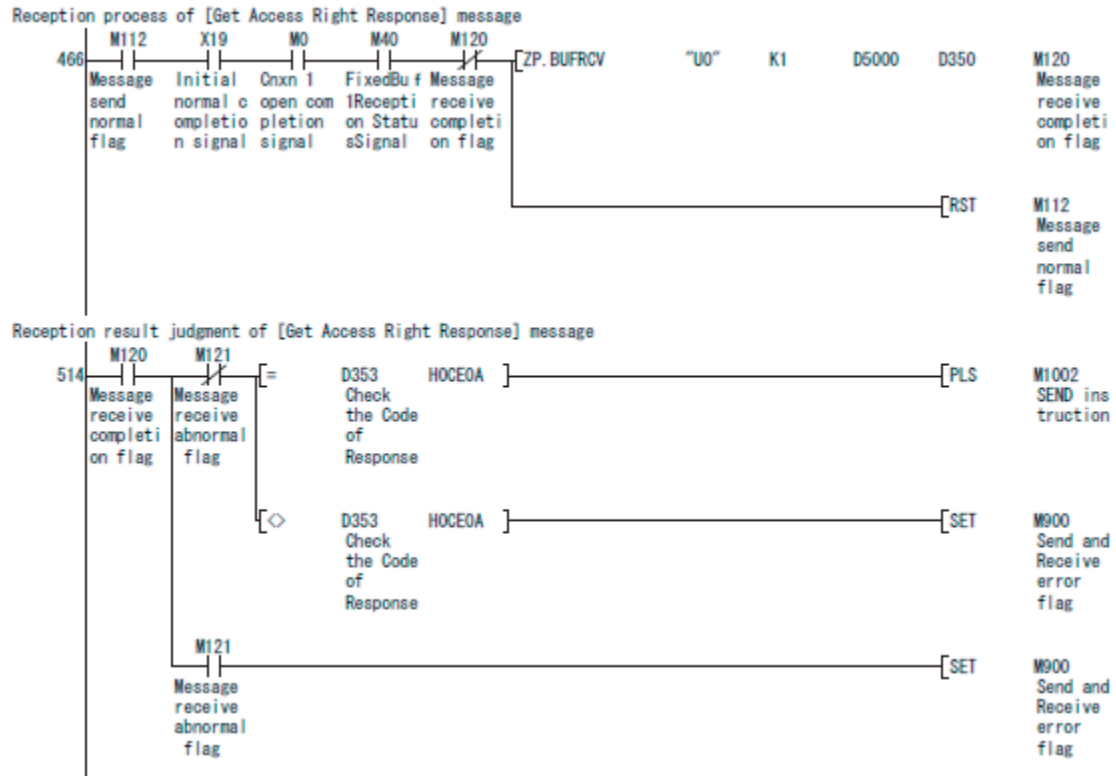 Reception process of [Get Access Right Response] message
M112 X19 M0 M40 M120
466 [ZP.BUFRCV "U0" K1 D5000 D350 M120
Message Initial Cnxn 1 FixedBuf Message Message
send normal c open com 1Recepti receive receive
normal ompletio pletion on Statu completi completi
flag n signal signal sSignal on flag on flag
[RST M112
Message
send
normal
flag
Reception result judgment of [Get Access Right Response] message
M120 M121
514 [= D353 H0CE0A ] [PLS M1002
Message Message Check SEND ins
receive receive the Code truction
completi abnormal of
on flag flag Response
[<> D353 H0CE0A ] [SET M900
Check Send and
the Code Receive
of error
Response flag
M121
[SET M900
Message Send and
receive Receive
abnormal error
flag flag